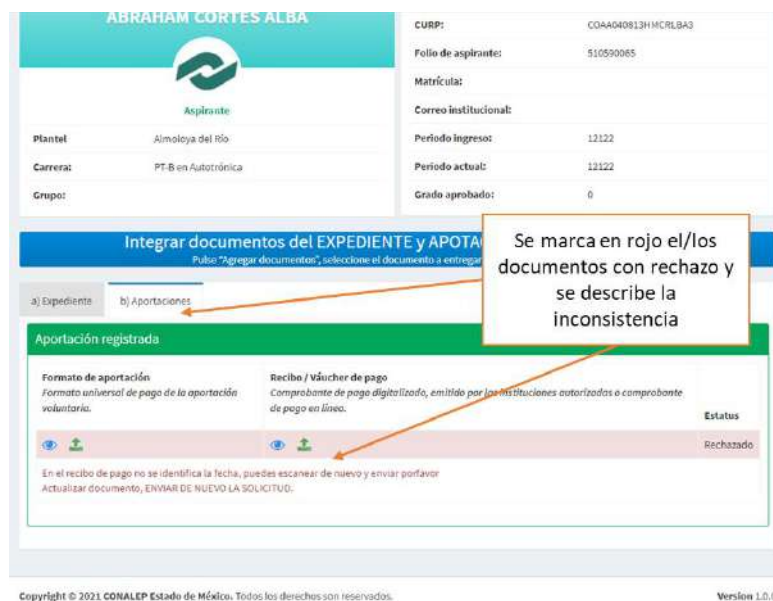 ABRAHAM CORTES ALBA
Aspirante
Plantel Almoloya del Río
Carrera: PT-B en Autotrónica
Grupo:
CURP: COAA040813HMCRLBA3
Folio de aspirante: 510590065
Matrícula:
Correo institucional:
Periodo ingreso: 12122
Periodo actual: 12122
Grado aprobado: 0
Integrar documentos del EXPEDIENTE y APOTA
Pulse "Agregar documentos", seleccione el documento a entregar
Se marca en rojo el/los
documentos con rechazo y
se describe la
inconsistencia
a) Expediente b) Aportaciones
Aportación registrada
Formato de aportación
Formato universal de pago de la aportación
voluntaria.
Recibo / Váucher de pago
Comprobante de pago digitalizado, emitido por las instituciones autorizadas o comprobante
de pago en línea.
Estatus
Rechazado
En el recibo de pago no se identifica la fecha, puedes escanear de nuevo y enviar porfavor
Actualizar documento, ENVIAR DE NUEVO LA SOLICITUD.
Copyright © 2021 CONALEP Estado de México. Todos los derechos son reservados.
Version 1.0.